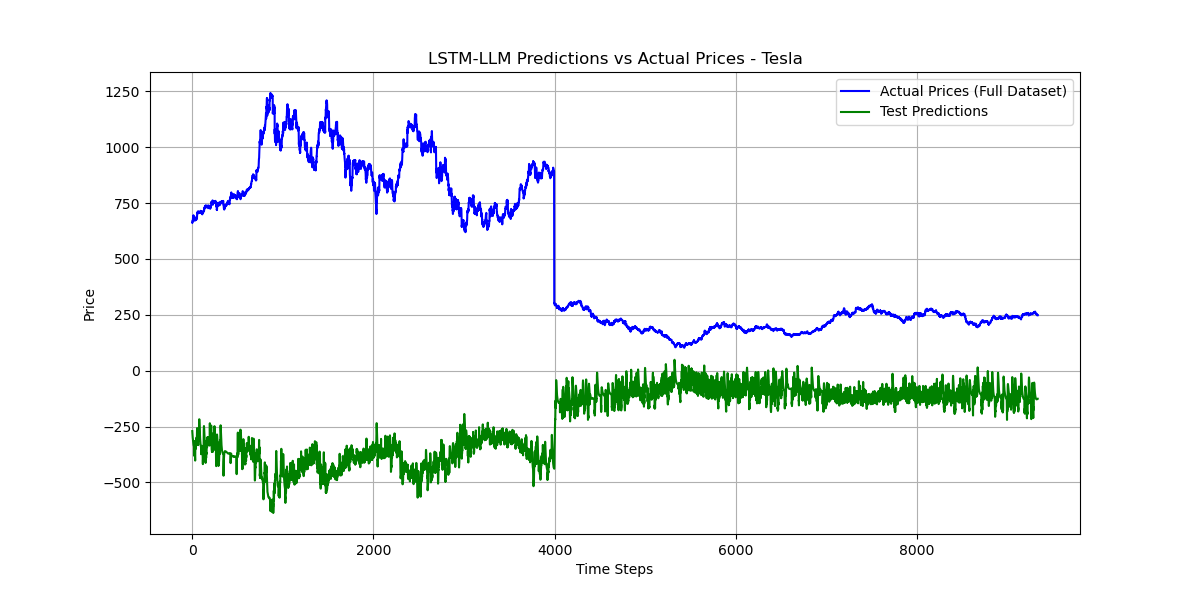 LSTM-LLM Predictions vs Actual Prices - Tesla
Actual Prices (Full Dataset)
Test Predictions
Price
1250
1000
750
500
250
0
−250
−500
0 2000 4000 6000 8000
Time Steps